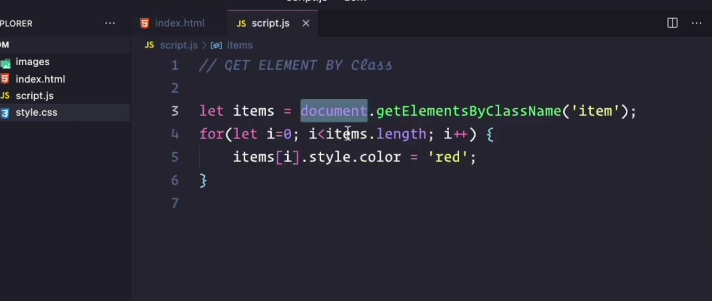 index.html
JS script.js ×
PLORER ...
OM
images
index.html
JS script.js
style.css
JS script.js > items
1 // GET ELEMENT BY Class
2
3 let items = document.getElementsByClassName('item');
4 for(let i=0; i<items.length; i++) {
5 items[i].style.color = 'red';
6 }
7